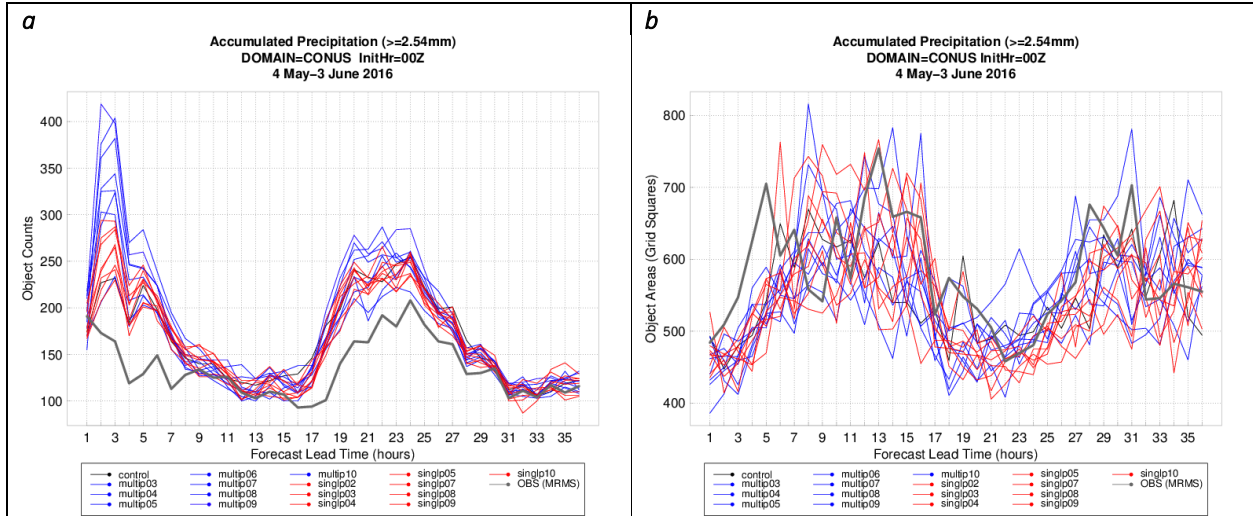 a
Accumulated Precipitation (>=2.54mm)
DOMAIN=CONUS InitHr=00Z
4 May–3 June 2016
Object Counts
400
350
300
250
200
150
100
1 3 5 7 9 11 13 15 17 19 21 23 25 27 29 31 33 35
Forecast Lead Time (hours)
control multip06 multip10 singlp05 singlp10
multip03 multip07 singlp02 singlp07 OBS (MRMS)
multip04 multip08 singlp03 singlp08
multip05 multip09 singlp04 singlp09
b
Accumulated Precipitation (>=2.54mm)
DOMAIN=CONUS InitHr=00Z
4 May–3 June 2016
Object Areas (Grid Squares)
800
700
600
500
400
1 3 5 7 9 11 13 15 17 19 21 23 25 27 29 31 33 35
Forecast Lead Time (hours)
control multip06 multip10 singlp05 singlp10
multip03 multip07 singlp02 singlp07 OBS (MRMS)
multip04 multip08 singlp03 singlp08
multip05 multip09 singlp04 singlp09